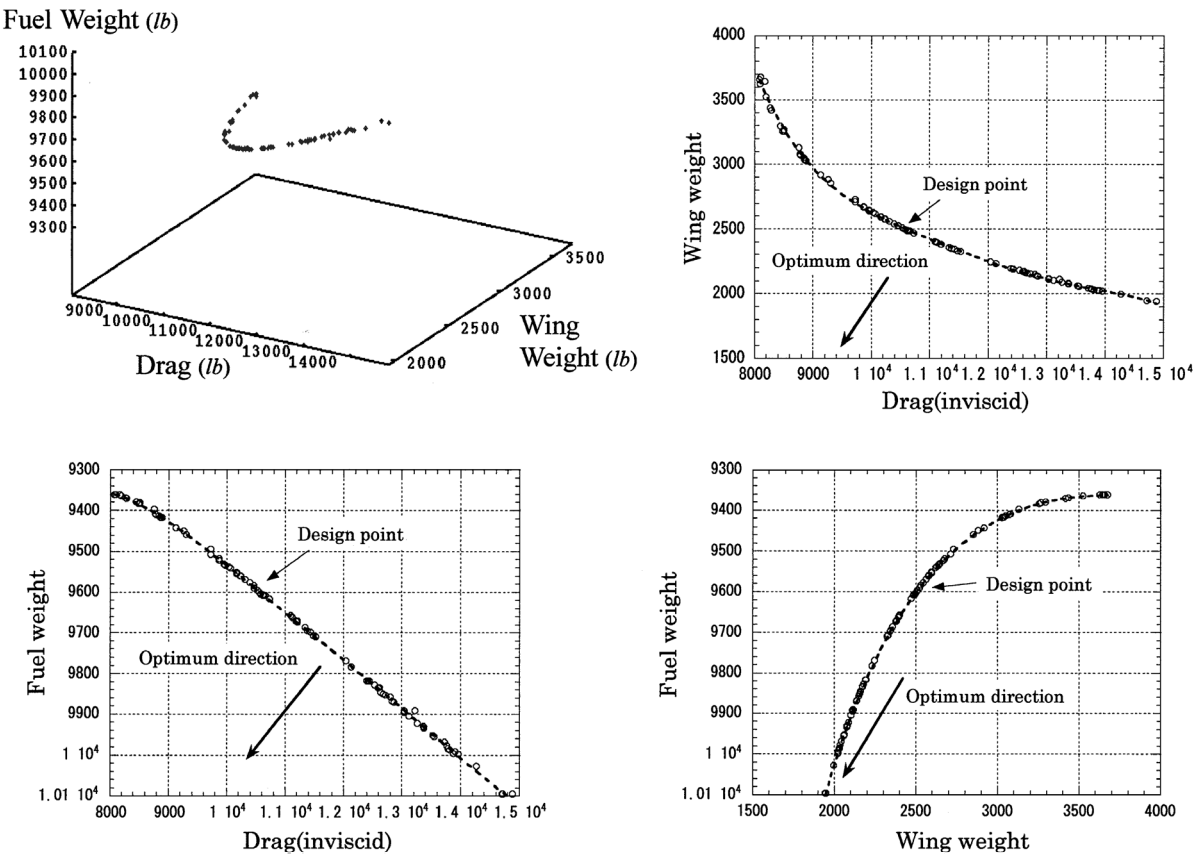 Fuel Weight (lb)
10100
10000
9900
9800
9700
9600
9500
9400
9300
9000
10000
11000
12000
13000
14000
Drag (lb)
2000
2500
3000
3500
Wing
Weight (lb)
4000
3500
3000
2500
2000
1500
Wing weight
Design point
Optimum direction
8000 9000 1 10⁴ 1.1 10⁴ 1.2 10⁴ 1.3 10⁴ 1.4 10⁴ 1.5 10⁴
Drag(inviscid)
9300
9400
9500
9600
9700
9800
9900
1 10⁴
1.01 10⁴
Fuel weight
Design point
Optimum direction
8000 9000 1 10⁴ 1.1 10⁴ 1.2 10⁴ 1.3 10⁴ 1.4 10⁴ 1.5 10⁴
Drag(inviscid)
9300
9400
9500
9600
9700
9800
9900
1 10⁴
1.01 10⁴
Fuel weight
Design point
Optimum direction
1500 2000 2500 3000 3500 4000
Wing weight